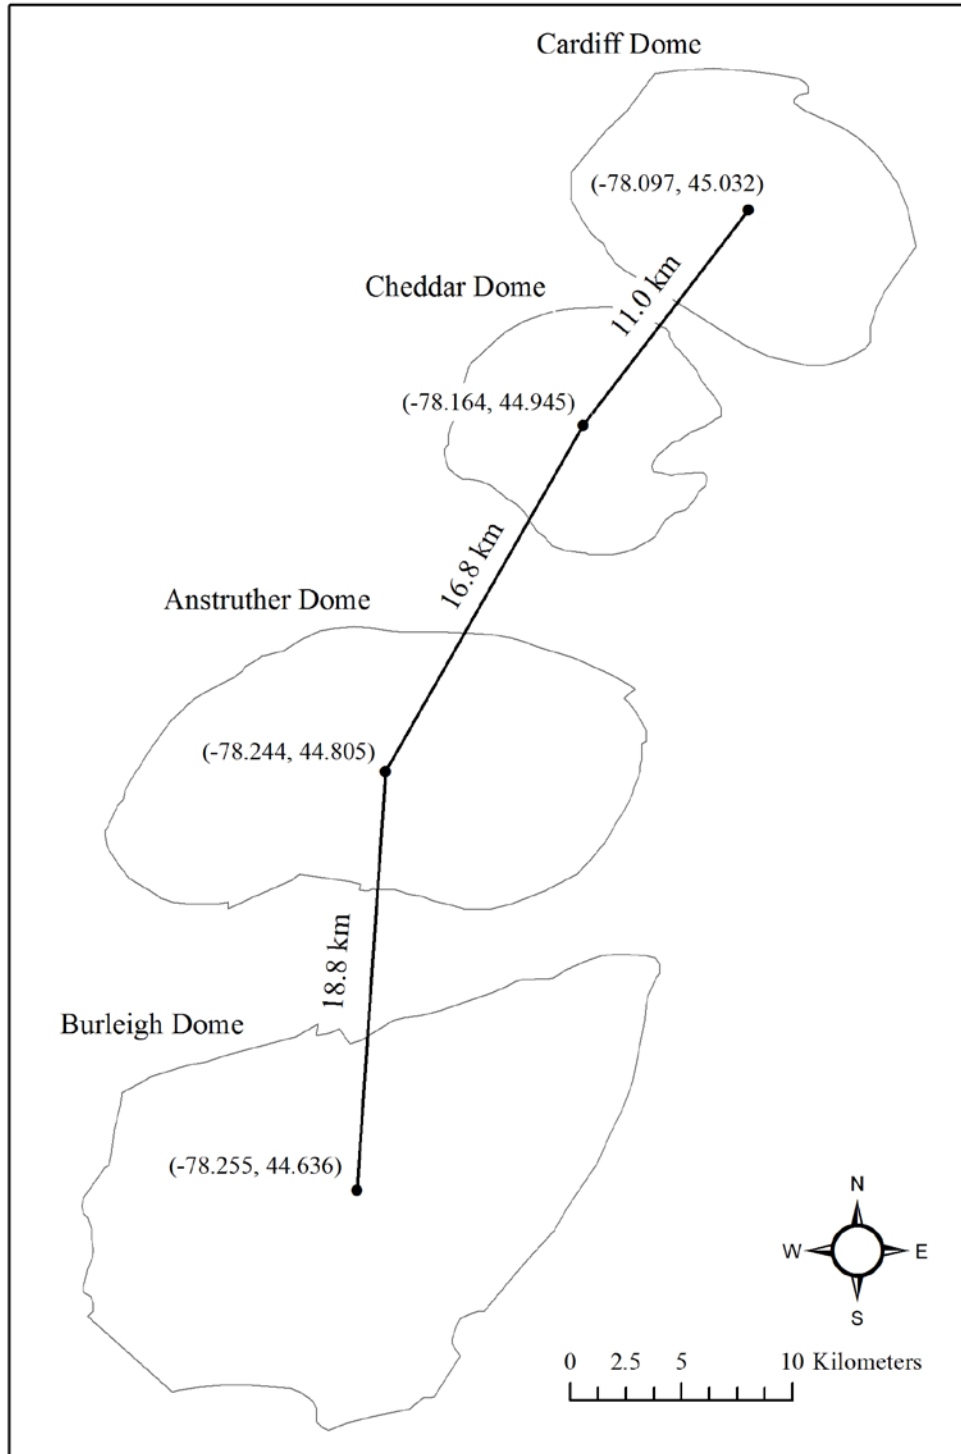 Cardiff Dome
(-78.097, 45.032)
11.0 km
Cheddar Dome
(-78.164, 44.945)
16.8 km
Anstruther Dome
(-78.244, 44.805)
18.8 km
Burleigh Dome
(-78.255, 44.636)
N
W E
S
0 2.5 5 10 Kilometers